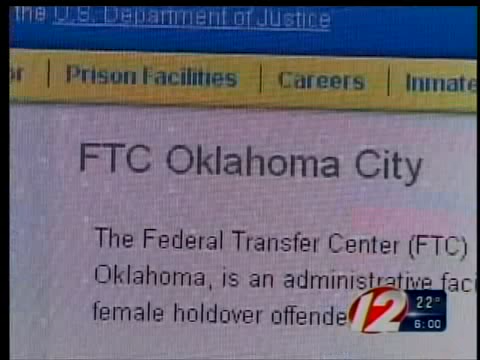 the U.S. Department of Justice
Prison Facilities Careers Inmate
FTC Oklahoma City
The Federal Transfer Center (FTC)
Oklahoma, is an administrative faci
female holdover offende
12 22°
6:00